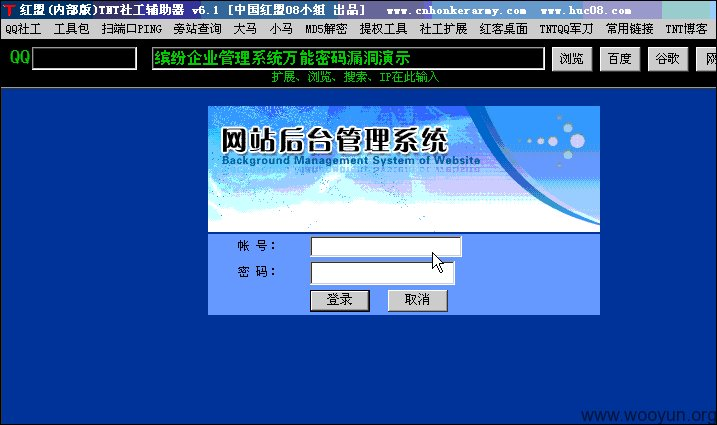 红盟(内部版)TNT社工辅助器 v6.1 [中国红盟08小组 出品] www.cnhonkerarmy.com www.huc08.com
QQ社工 工具包 扫端口PING 旁站查询 大马 小马 MD5解密 提权工具 社工扩展 红客桌面 TNTQQ军刀 常用链接 TNT博客
QQ 缤纷企业管理系统万能密码漏洞演示 浏览 百度 谷歌 网
扩展、浏览、搜索、IP在此输入
网站后台管理系统
Background Management System of Website
帐 号：
密 码：
登录 取消
www.wooyun.org